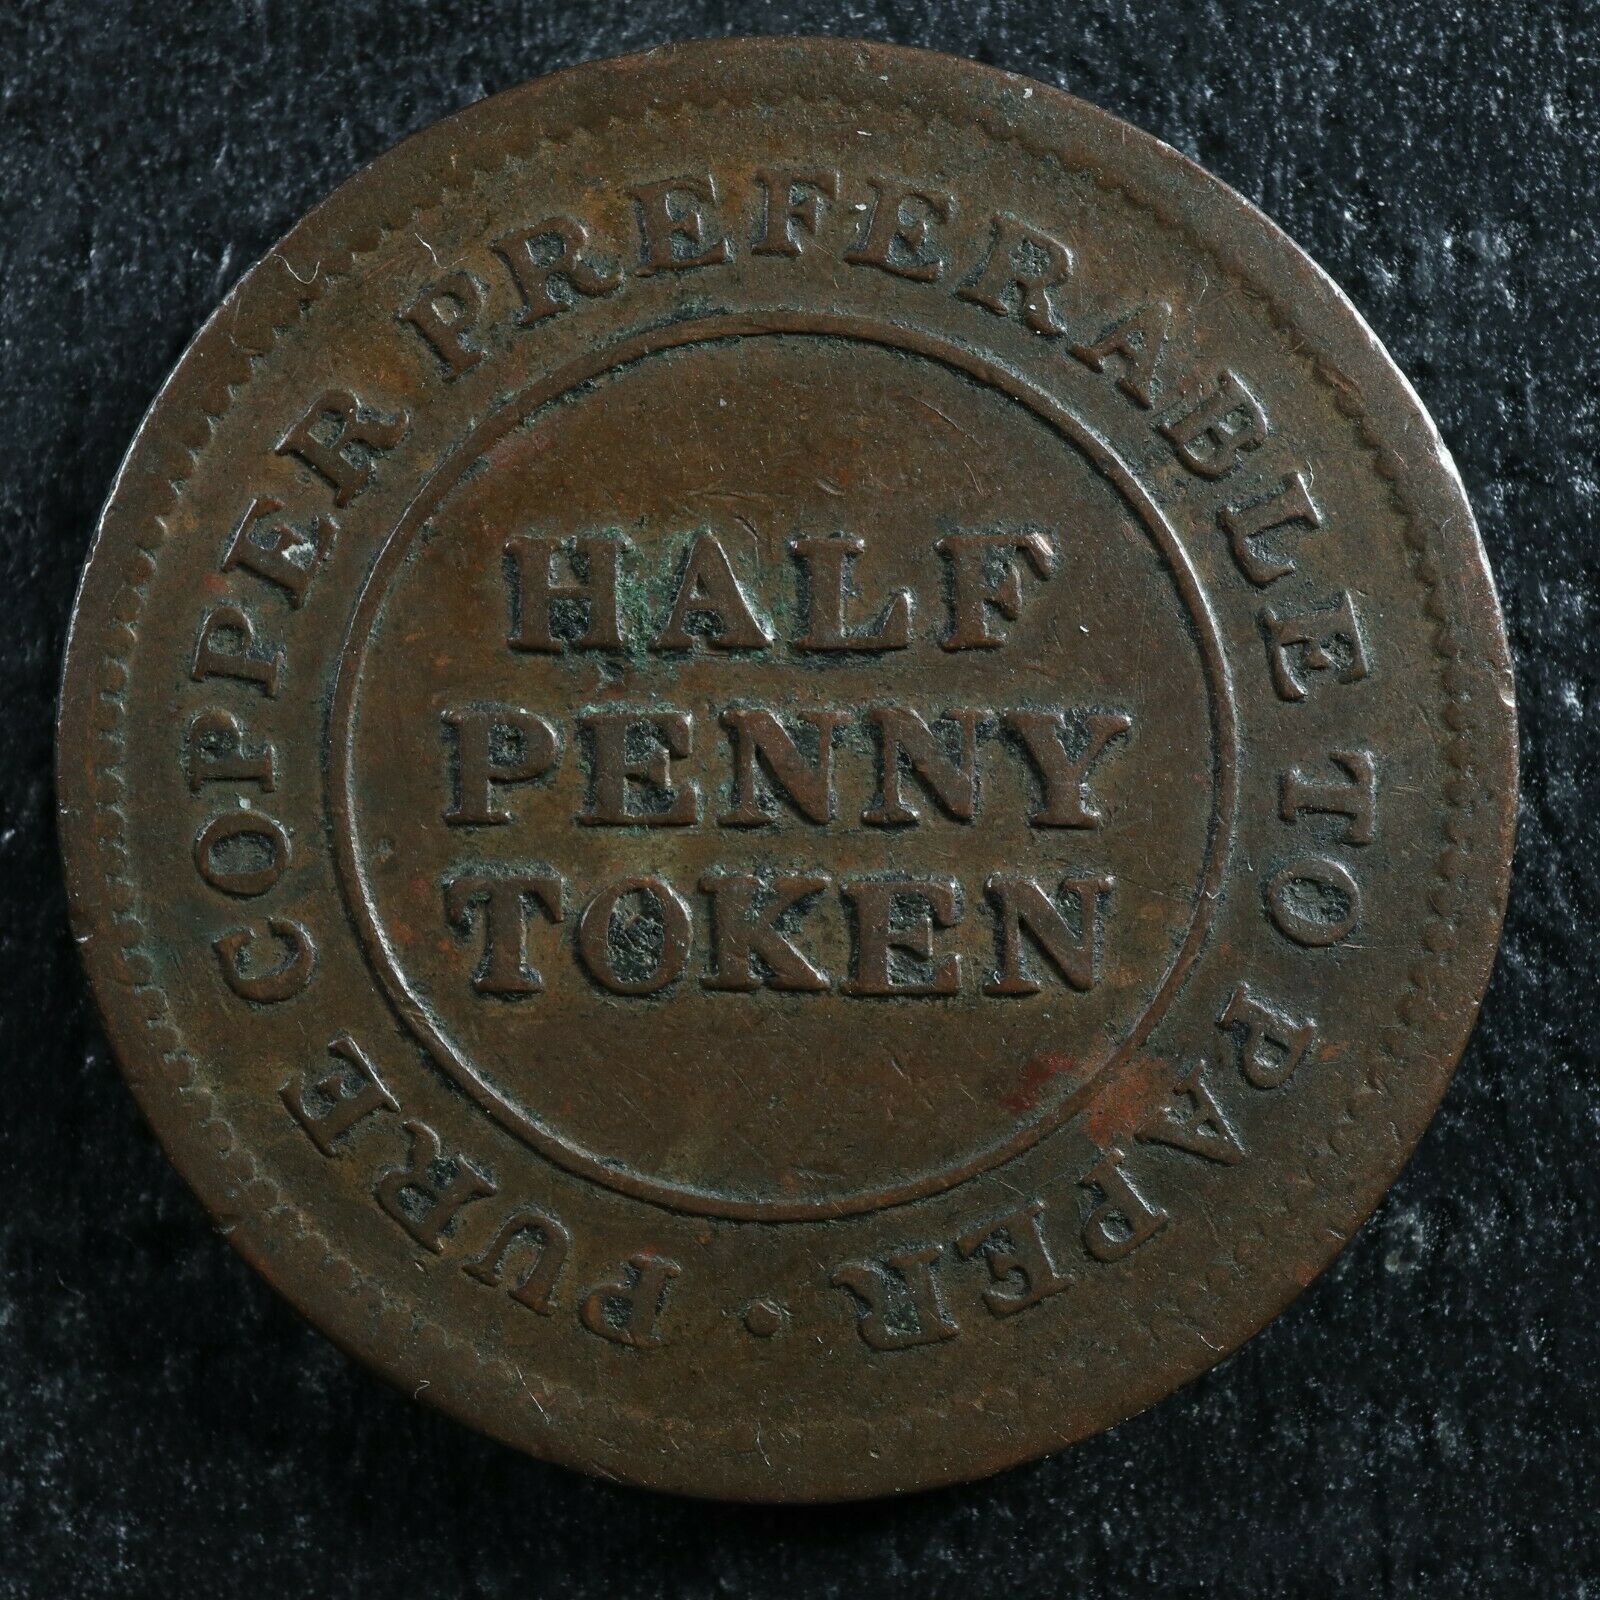 PURE COPPER PREFERABLE TO PAPER ·
HALF
PENNY
TOKEN